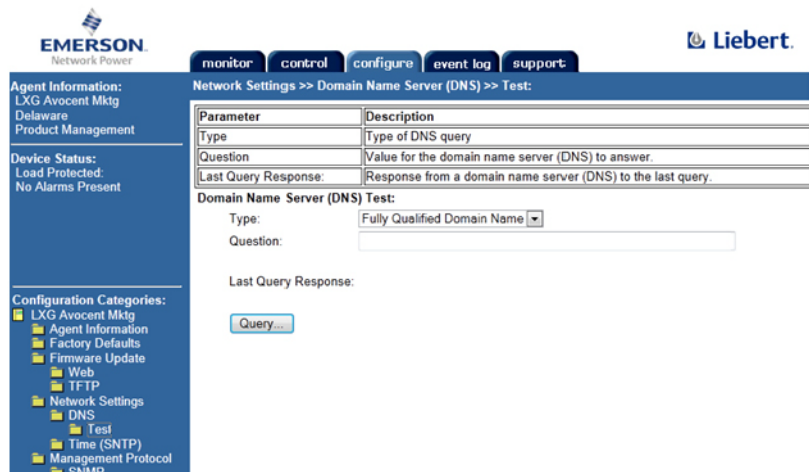 EMERSON
Network Power
Liebert.
monitor
control
configure
event log
support
Agent Information:
LXG Avocent Mktg
Delaware
Product Management
Device Status:
Load Protected:
No Alarms Present
Configuration Categories:
LXG Avocent Mktg
Agent Information
Factory Defaults
Firmware Update
Web
TFTP
Network Settings
DNS
Test
Time (SNTP)
Management Protocol
SNMP
Network Settings >> Domain Name Server (DNS) >> Test:
Parameter Description
Type Type of DNS query
Question Value for the domain name server (DNS) to answer.
Last Query Response: Response from a domain name server (DNS) to the last query.
Domain Name Server (DNS) Test:
Type: Fully Qualified Domain Name
Question:
Last Query Response:
Query...